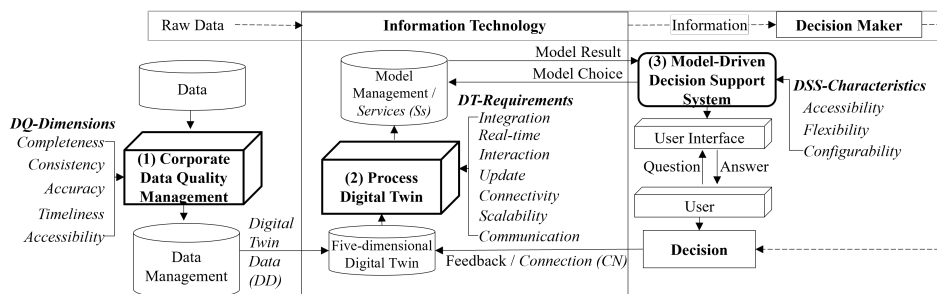 Raw Data
Information Technology
Information
Decision Maker
Data
DQ-Dimensions
Completeness
Consistency
Accuracy
Timeliness
Accessibility
(1) Corporate
Data Quality
Management
Data
Management
Digital
Twin
Data
(DD)
Model
Management /
Services (Ss)
(2) Process
Digital Twin
Five-dimensional
Digital Twin
DT-Requirements
Integration
Real-time
Interaction
Update
Connectivity
Scalability
Communication
Model Result
Model Choice
(3) Model-Driven
Decision Support
System
DSS-Characteristics
Accessibility
Flexibility
Configurability
User Interface
Question
Answer
User
Decision
Feedback / Connection (CN)